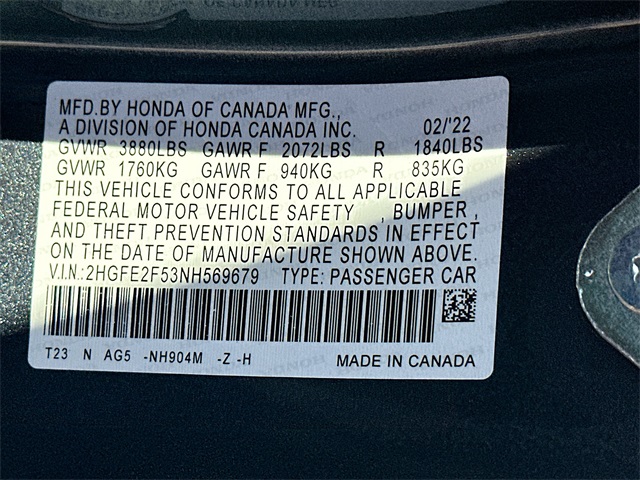 MFD.BY HONDA OF CANADA MFG.,
A DIVISION OF HONDA CANADA INC. 02/'22
GVWR 3880LBS GAWR F 2072LBS R 1840LBS
GVWR 1760KG GAWR F 940KG R 835KG
THIS VEHICLE CONFORMS TO ALL APPLICABLE
FEDERAL MOTOR VEHICLE SAFETY , BUMPER ,
AND THEFT PREVENTION STANDARDS IN EFFECT
ON THE DATE OF MANUFACTURE SHOWN ABOVE.
V.I.N.:2HGFE2F53NH569679 TYPE: PASSENGER CAR
T23 N AG5 -NH904M -Z -H MADE IN CANADA